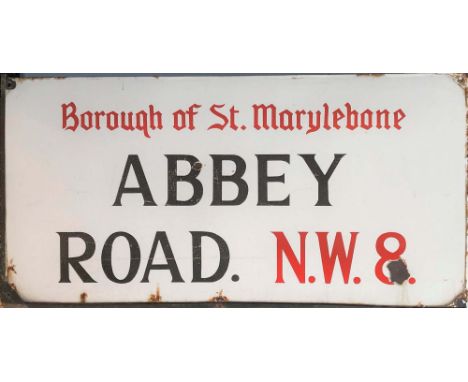 Borough of St. Marylebone
ABBEY
ROAD. N.W. 8.